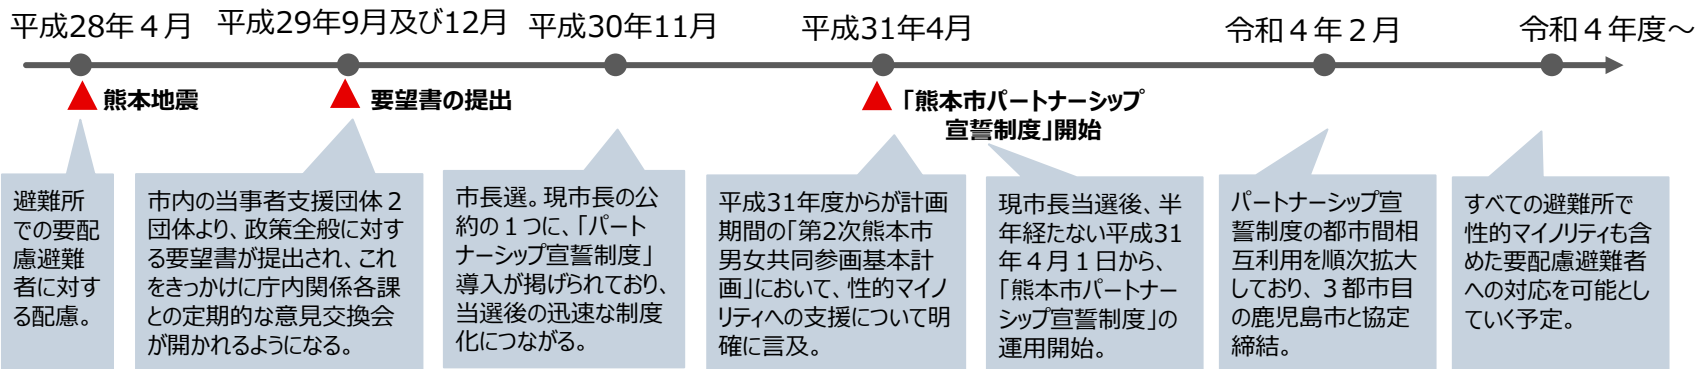 平成28年４月
平成29年9月及び12月
平成30年11月
平成31年4月
令和４年２月
令和４年度～
熊本地震
要望書の提出
「熊本市パートナーシップ
宣誓制度」開始
避難所
での要配
慮避難
者に対す
る配慮。
市内の当事者支援団体２
団体より、政策全般に対す
る要望書が提出され、これ
をきっかけに庁内関係各課
との定期的な意見交換会
が開かれるようになる。
市長選。現市長の公
約の１つに、「パート
ナーシップ宣誓制度」
導入が掲げられており、
当選後の迅速な制度
化につながる。
平成31年度からが計画
期間の「第2次熊本市
男女共同参画基本計
画」において、性的マイノ
リティへの支援について明
確に言及。
現市長当選後、半
年経たない平成31
年４月１日から、
「熊本市パートナー
シップ宣誓制度」の
運用開始。
パートナーシップ宣
誓制度の都市間相
互利用を順次拡大
しており、３都市目
の鹿児島市と協定
締結。
すべての避難所で
性的マイノリティも含
めた要配慮避難者
への対応を可能とし
ていく予定。